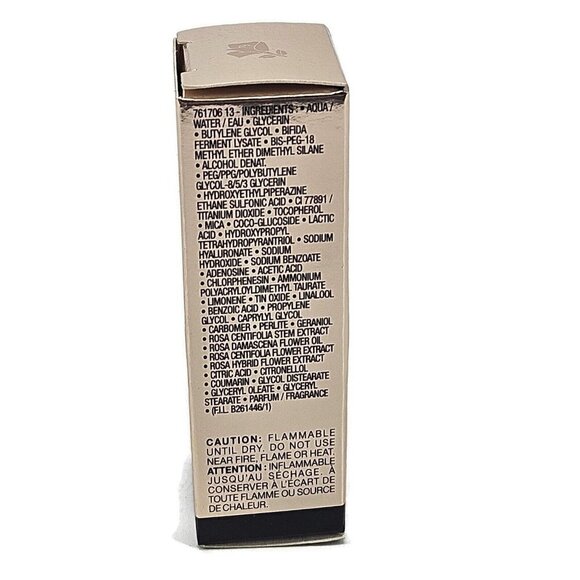 761706 13 - INGREDIENTS : • AQUA /
WATER / EAU • GLYCERIN
• BUTYLENE GLYCOL • BIFIDA
FERMENT LYSATE • BIS-PEG-18
METHYL ETHER DIMETHYL SILANE
• ALCOHOL DENAT.
• PEG/PPG/POLYBUTYLENE
GLYCOL-8/5/3 GLYCERIN
• HYDROXYETHYLPIPERAZINE
ETHANE SULFONIC ACID • CI 77891 /
TITANIUM DIOXIDE • TOCOPHEROL
• MICA • COCO-GLUCOSIDE • LACTIC
ACID • HYDROXYPROPYL
TETRAHYDROPYRANTRIOL • SODIUM
HYALURONATE • SODIUM
HYDROXIDE • SODIUM BENZOATE
• ADENOSINE • ACETIC ACID
• CHLORPHENESIN • AMMONIUM
POLYACRYLOYLDIMETHYL TAURATE
• LIMONENE • TIN OXIDE • LINALOOL
• BENZOIC ACID • PROPYLENE
GLYCOL • CAPRYLYL GLYCOL
• CARBOMER • PERLITE • GERANIOL
• ROSA CENTIFOLIA STEM EXTRACT
• ROSA DAMASCENA FLOWER OIL
• ROSA CENTIFOLIA FLOWER EXTRACT
• ROSA HYBRID FLOWER EXTRACT
• CITRIC ACID • CITRONELLOL
• COUMARIN • GLYCOL DISTEARATE
• GLYCERYL OLEATE • GLYCERYL
STEARATE • PARFUM / FRAGRANCE
• (F.I.L. B261446/1)
CAUTION: FLAMMABLE
UNTIL DRY. DO NOT USE
NEAR FIRE, FLAME OR HEAT.
ATTENTION : INFLAMMABLE
JUSQU'AU SÉCHAGE. À
CONSERVER À L'ÉCART DE
TOUTE FLAMME OU SOURCE
DE CHALEUR.